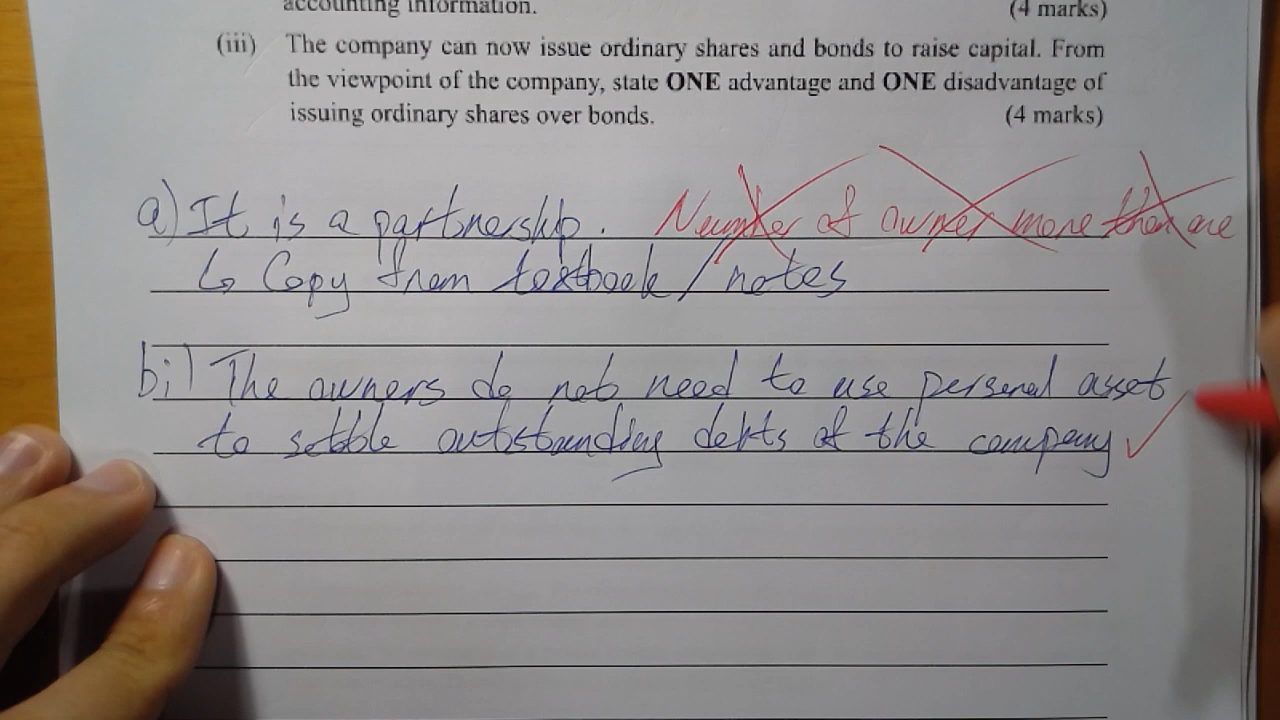 accounting information. (4 marks)
(iii) The company can now issue ordinary shares and bonds to raise capital. From
the viewpoint of the company, state ONE advantage and ONE disadvantage of
issuing ordinary shares over bonds. (4 marks)
a) It is a partnership. Number of owner more than one
↳ Copy from textbook / notes
bi) The owners do not need to use personal asset
to settle outstanding debts of the company ✓